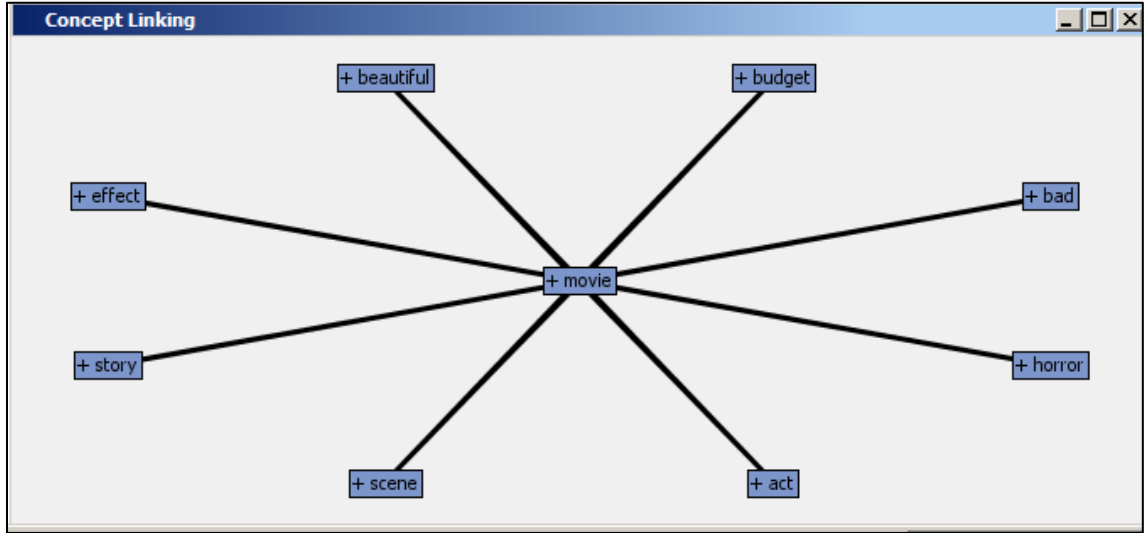 Concept Linking
+ beautiful
+ budget
+ effect
+ bad
+ movie
+ story
+ horror
+ scene
+ act